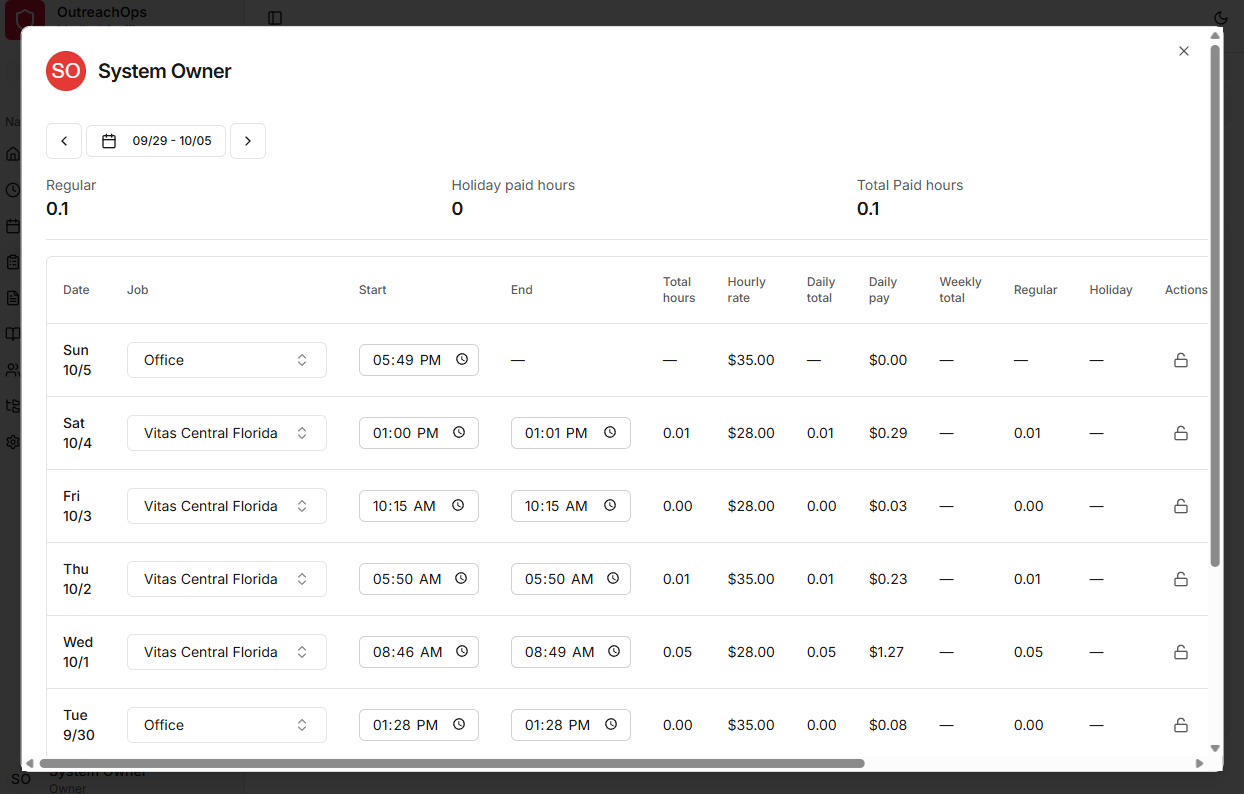 OutreachOps
SO System Owner
09/29 - 10/05
Regular Holiday paid hours Total Paid hours
0.1 0 0.1
Date Job Start End Total hours Hourly rate Daily total Daily pay Weekly total Regular Holiday Actions
Sun 10/5 Office 05:49 PM — — $35.00 — $0.00 — — —
Sat 10/4 Vitas Central Florida 01:00 PM 01:01 PM 0.01 $28.00 0.01 $0.29 — 0.01 —
Fri 10/3 Vitas Central Florida 10:15 AM 10:15 AM 0.00 $28.00 0.00 $0.03 — 0.00 —
Thu 10/2 Vitas Central Florida 05:50 AM 05:50 AM 0.01 $35.00 0.01 $0.23 — 0.01 —
Wed 10/1 Vitas Central Florida 08:46 AM 08:49 AM 0.05 $28.00 0.05 $1.27 — 0.05 —
Tue 9/30 Office 01:28 PM 01:28 PM 0.00 $35.00 0.00 $0.08 — 0.00 —
SO System Owner
Owner